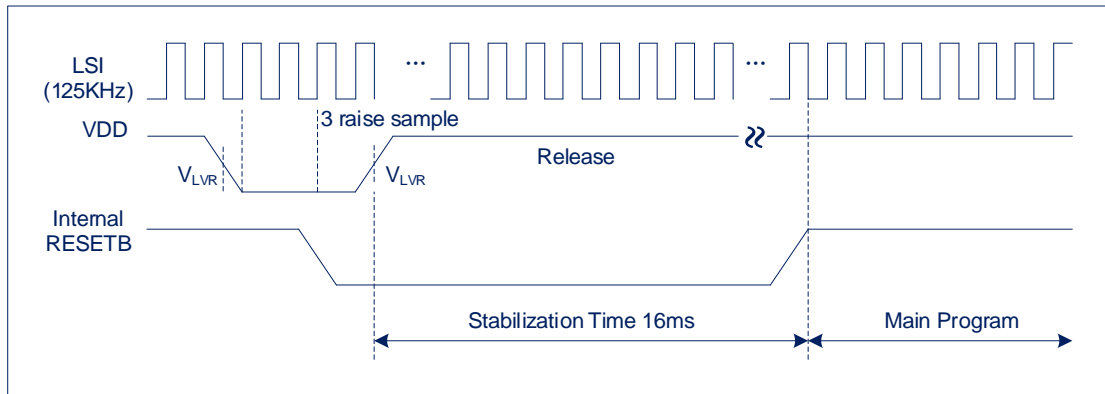 LSI
(125KHz)
...
...
VDD
3 raise sample
VLVR
VLVR
Release
Internal
RESETB
Stabilization Time 16ms
Main Program